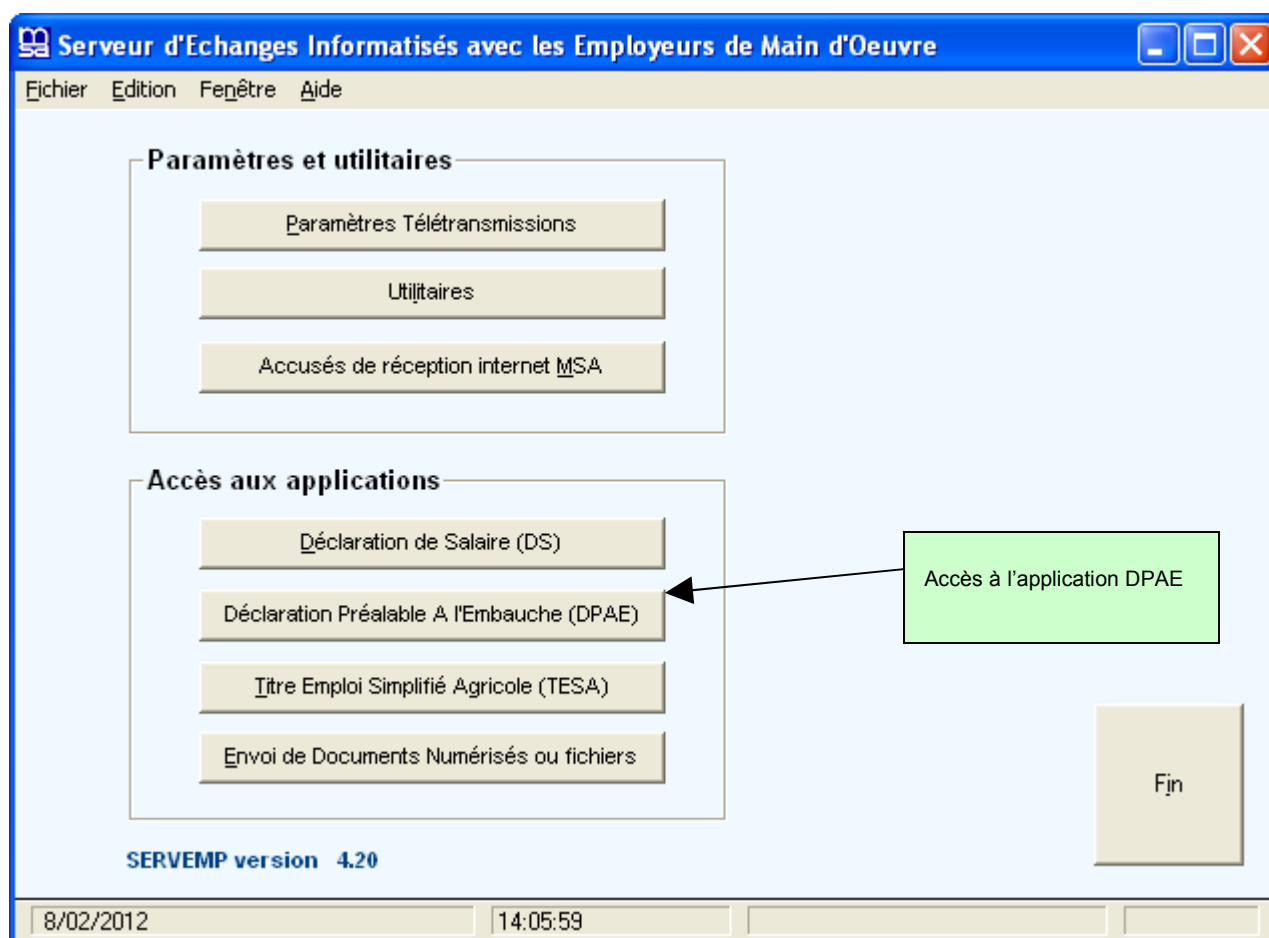 Serveur d'Echanges Informatisés avec les Employeurs de Main d'Oeuvre
Fichier Edition Fenêtre Aide
Paramètres et utilitaires
Paramètres Télétransmissions
Utilitaires
Accusés de réception internet MSA
Accès aux applications
Déclaration de Salaire (DS)
Accès à l’application DPAE
Déclaration Préalable A l'Embauche (DPAE)
Titre Emploi Simplifié Agricole (TESA)
Envoi de Documents Numérisés ou fichiers
Fin
SERVEMP version 4.20
8/02/2012 14:05:59